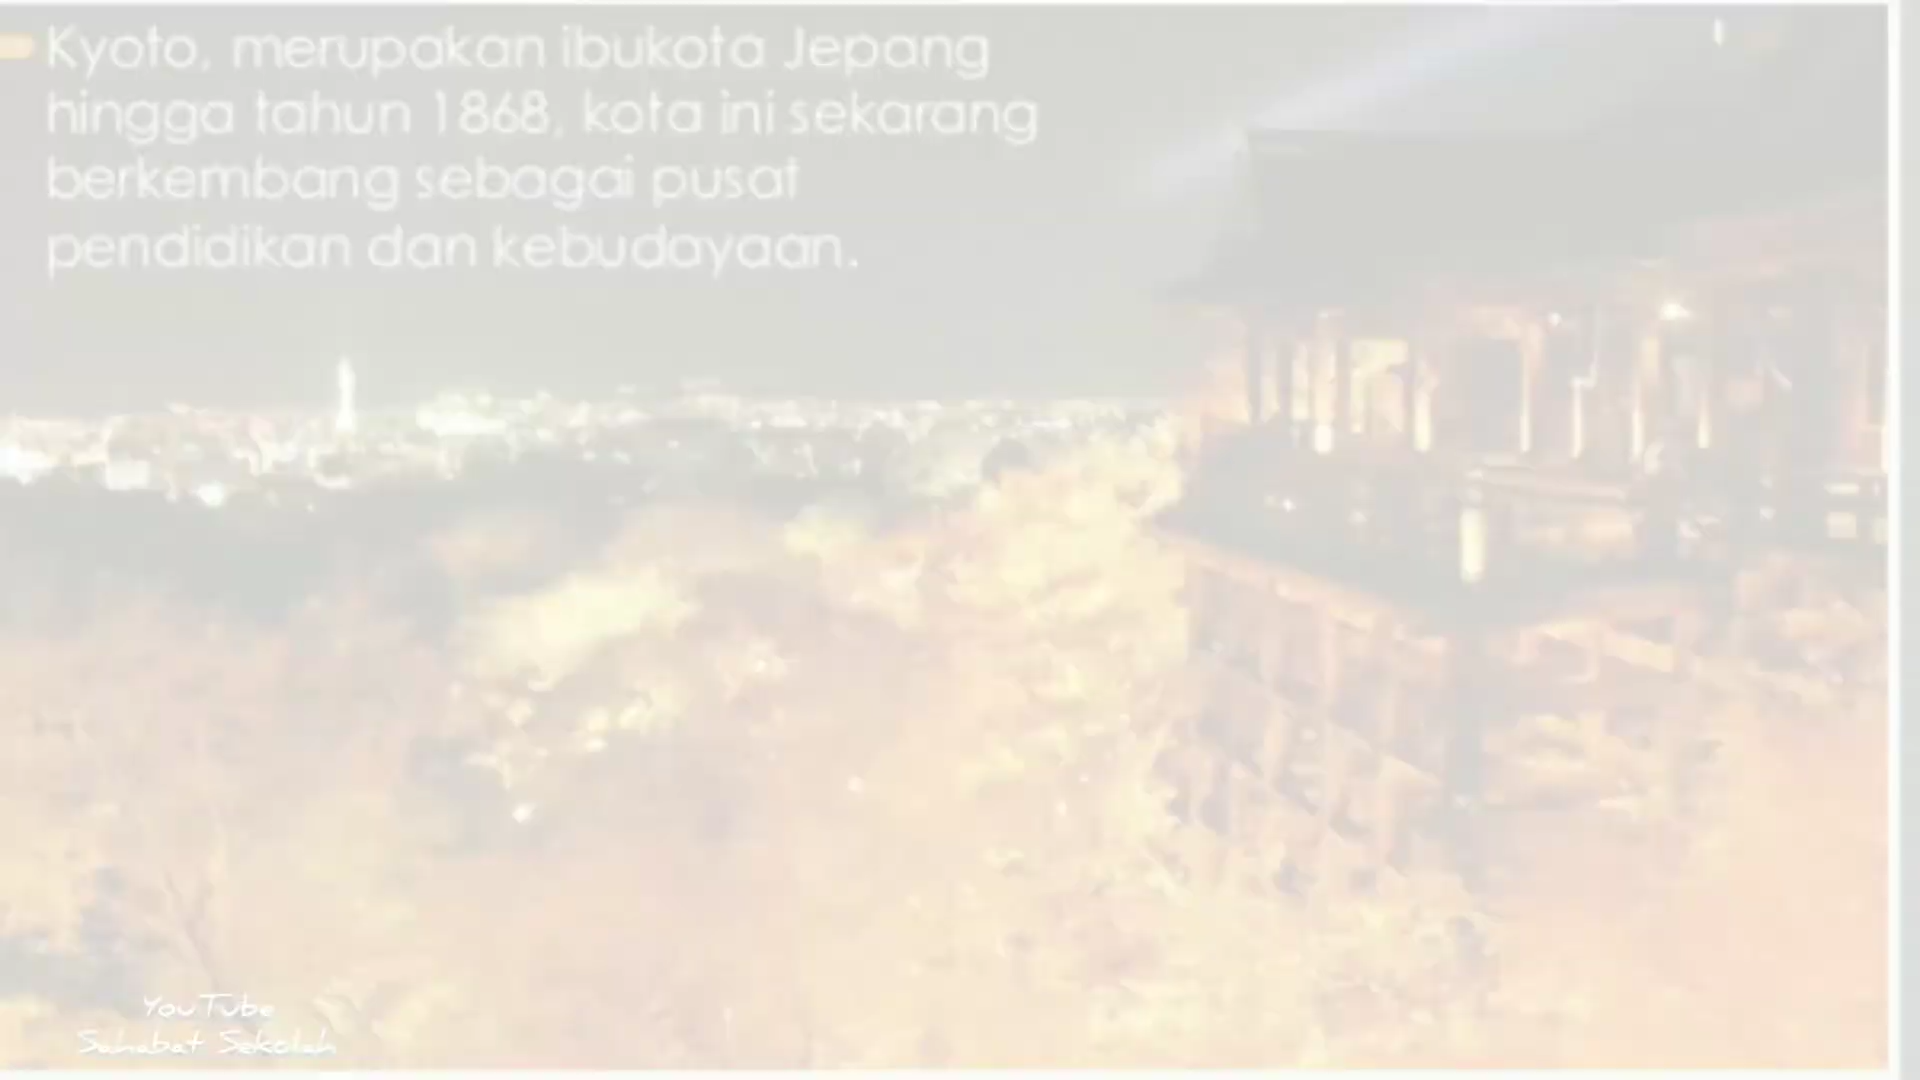 Kyoto, merupakan ibukota Jepang
hingga tahun 1868, kota ini sekarang
berkembang sebagai pusat
pendidikan dan kebudayaan.
YouTube
Sahabat Sekolah